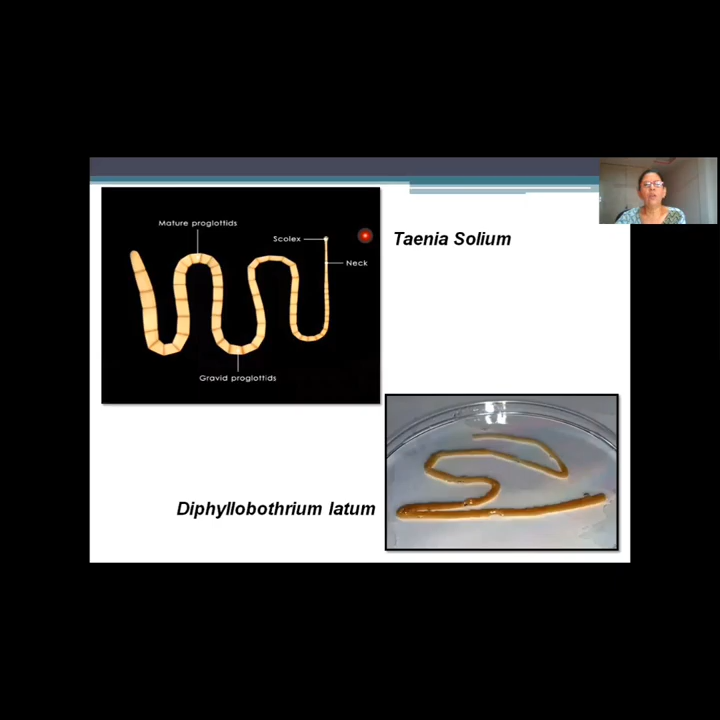 Mature proglottids
Scolex
Neck
Gravid proglottids
Taenia Solium
Diphyllobothrium latum